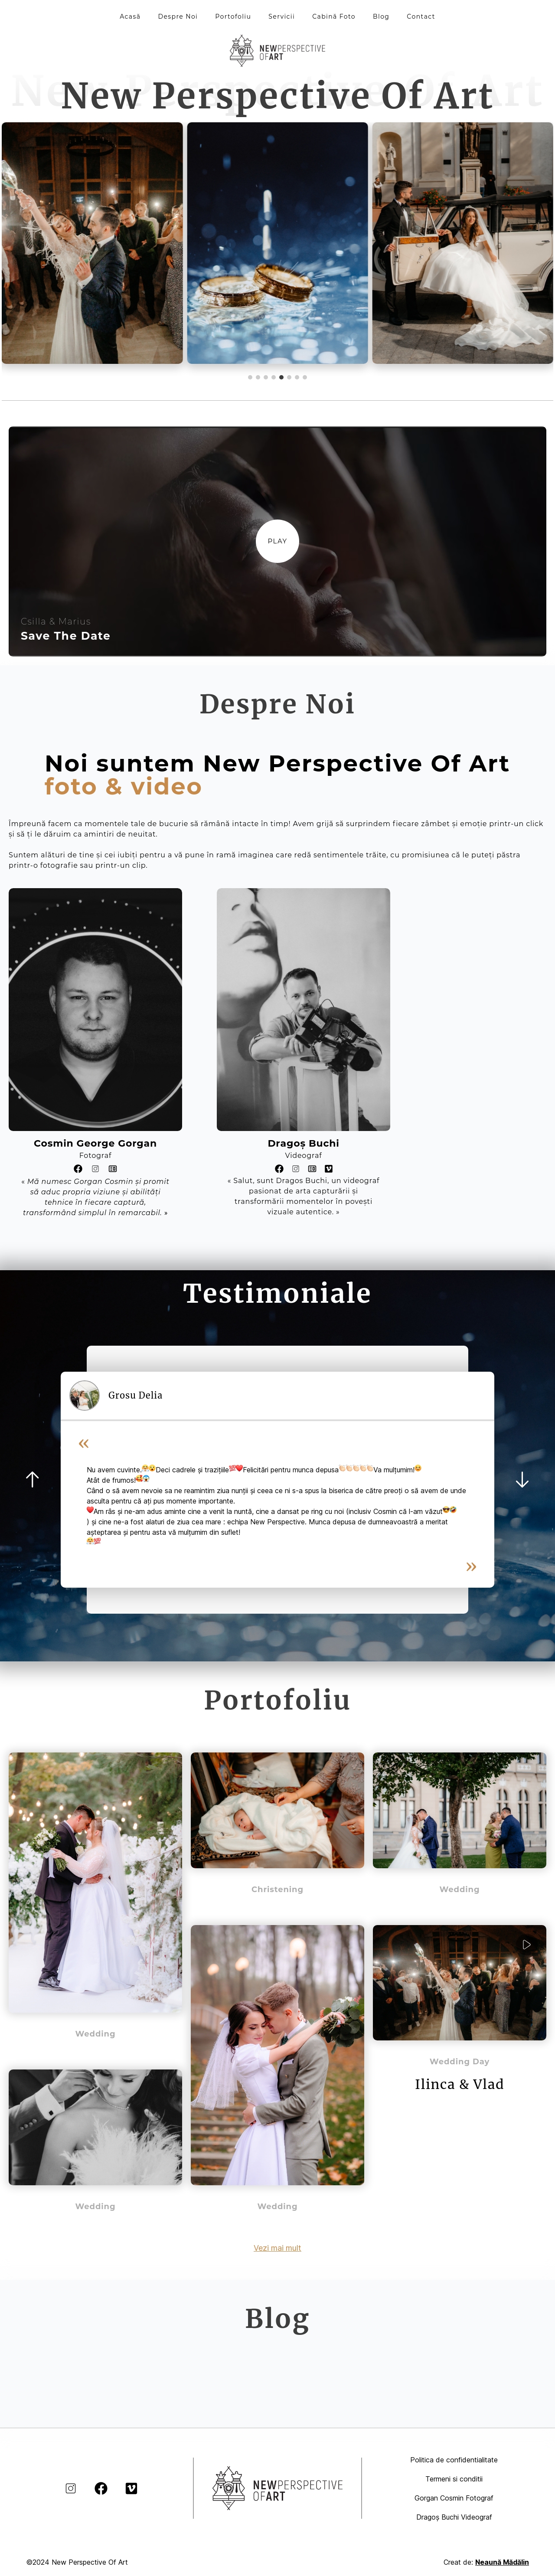 Acasă Despre Noi Portofoliu Servicii Cabină Foto Blog Contact
NEWPERSPECTIVE
OFART
New Perspective Of Art
New Perspective Of Art
PLAY
Csilla & Marius
Save The Date
Despre Noi
Noi suntem New Perspective Of Art
foto & video
Împreună facem ca momentele tale de bucurie să rămână intacte în timp! Avem grijă să surprindem fiecare zâmbet și emoție printr-un click
și să ți le dăruim ca amintiri de neuitat.
Suntem alături de tine și cei iubiți pentru a vă pune în ramă imaginea care redă sentimentele trăite, cu promisiunea că le puteți păstra
printr-o fotografie sau printr-un clip.
Cosmin George Gorgan
Fotograf
« Mă numesc Gorgan Cosmin și promit
să aduc propria viziune și abilități
tehnice în fiecare captură,
transformând simplul în remarcabil. »
Dragoș Buchi
Videograf
« Salut, sunt Dragos Buchi, un videograf
pasionat de arta capturării și
transformării momentelor în povești
vizuale autentice. »
Testimoniale
Grosu Delia
«
Nu avem cuvinte,🤗😮Deci cadrele și trazițiile💯❤️Felicitări pentru munca depusa👏🏻👏🏻👏🏻👏🏻👏🏻Va mulțumim!☺️
Atât de frumos!🥰😱
Când o să avem nevoie sa ne reamintim ziua nunții și ceea ce ni s-a spus la biserica de către preoți o să avem de unde
asculta pentru că ați pus momente importante.
❤️Am râs și ne-am adus aminte cine a venit la nuntă, cine a dansat pe ring cu noi (inclusiv Cosmin că l-am văzut😎🤣
) și cine ne-a fost alaturi de ziua cea mare : echipa New Perspective. Munca depusa de dumneavoastră a meritat
așteptarea și pentru asta vă mulțumim din suflet!
🤗💯
»
Portofoliu
Christening
Wedding
Wedding
Wedding Day
Ilinca & Vlad
Wedding
Wedding
Vezi mai mult
Blog
NEWPERSPECTIVE
OFART
Politica de confidentialitate
Termeni si conditii
Gorgan Cosmin Fotograf
Dragoș Buchi Videograf
©2024 New Perspective Of Art
Creat de: Neaună Mădălin